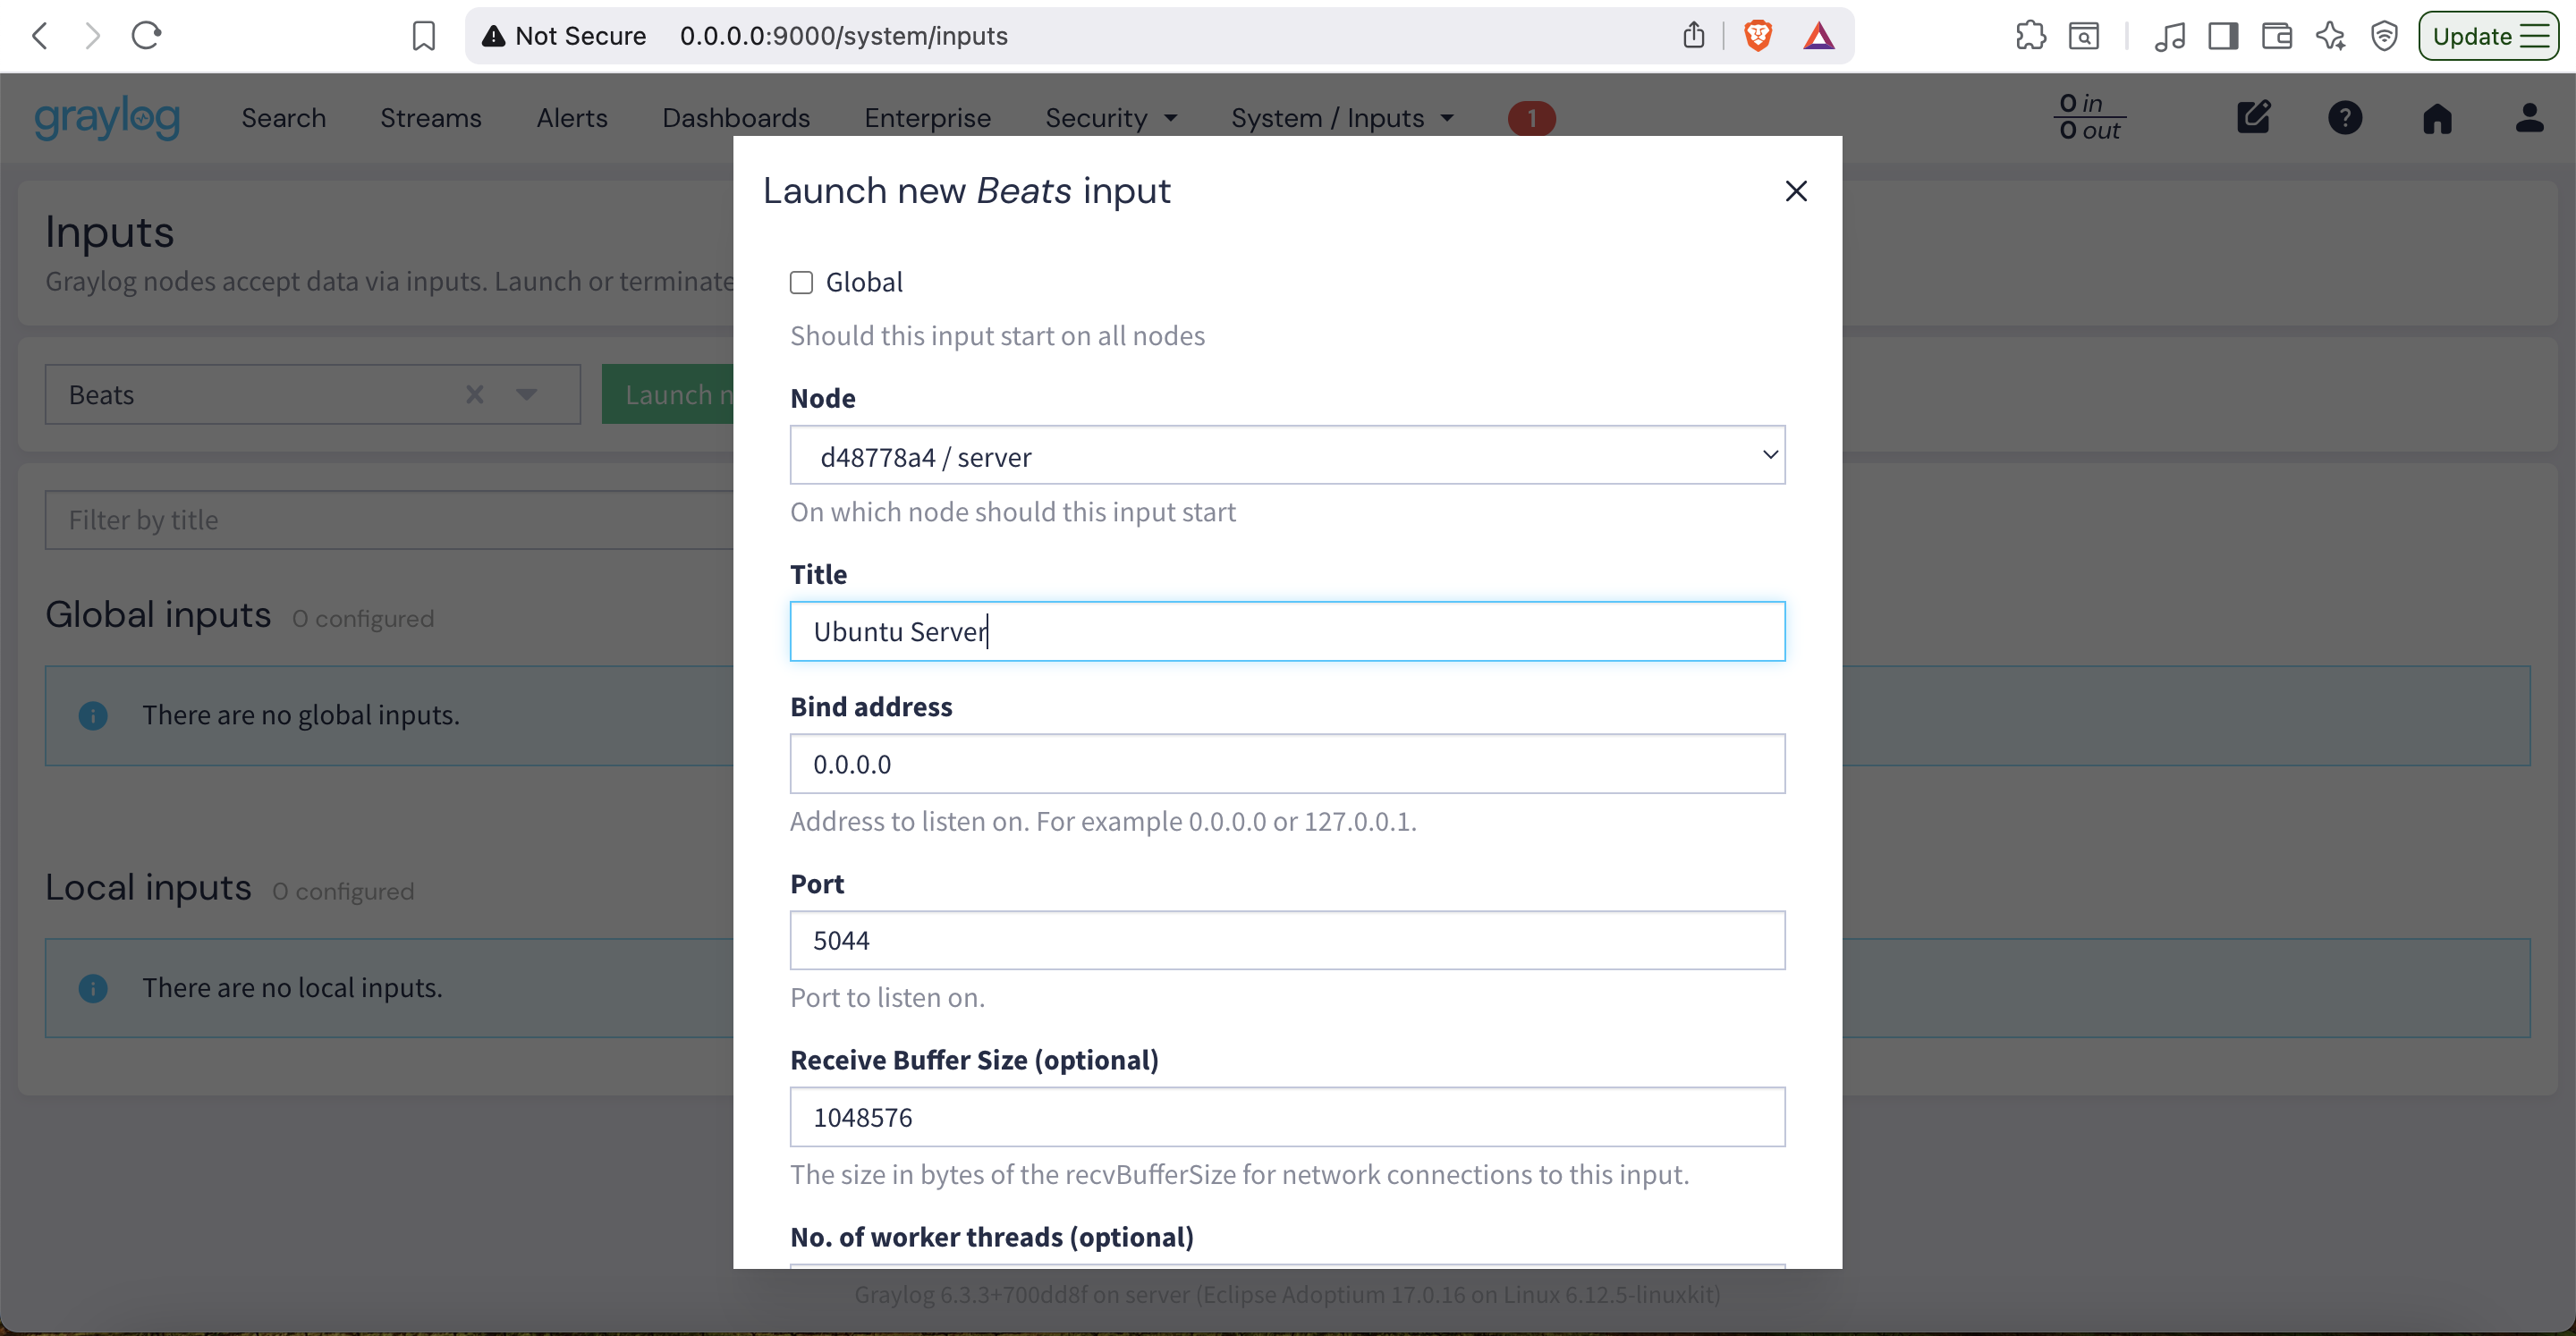 Not Secure 0.0.0.0:9000/system/inputs
Update
graylog Search Streams Alerts Dashboards Enterprise Security System / Inputs 1
0 in
0 out
Launch new Beats input
Inputs
Graylog nodes accept data via inputs. Launch or terminate
Global
Should this input start on all nodes
Beats
Launch n
Node
d48778a4 / server
On which node should this input start
Filter by title
Title
Ubuntu Server
Global inputs 0 configured
There are no global inputs.
Bind address
0.0.0.0
Address to listen on. For example 0.0.0.0 or 127.0.0.1.
Port
5044
Port to listen on.
Local inputs 0 configured
There are no local inputs.
Receive Buffer Size (optional)
1048576
The size in bytes of the recvBufferSize for network connections to this input.
No. of worker threads (optional)
Graylog 6.3.3+700dd8f on server (Eclipse Adoptium 17.0.16 on Linux 6.12.5-linuxkit)